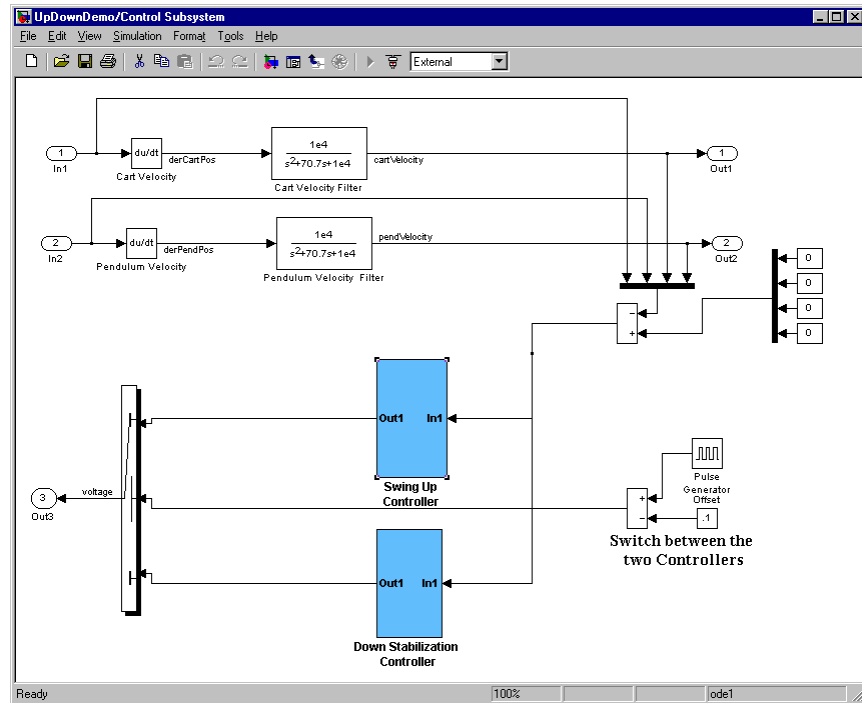 UpDownDemo/Control Subsystem
File Edit View Simulation Format Tools Help
External
1
In1
du/dt
Cart Velocity
derCartPos
1e4
s²+70.7s+1e4
Cart Velocity Filter
cartVelocity
1
Out1
2
In2
du/dt
Pendulum Velocity
derPendPos
1e4
s²+70.7s+1e4
Pendulum Velocity Filter
pendVelocity
2
Out2
0
0
0
0
−
+
Out1 In1
Swing Up
Controller
3
Out3
voltage
Pulse
Generator
Offset
+
−
.1
Switch between the
two Controllers
Out1 In1
Down Stabilization
Controller
Ready
100%
ode1